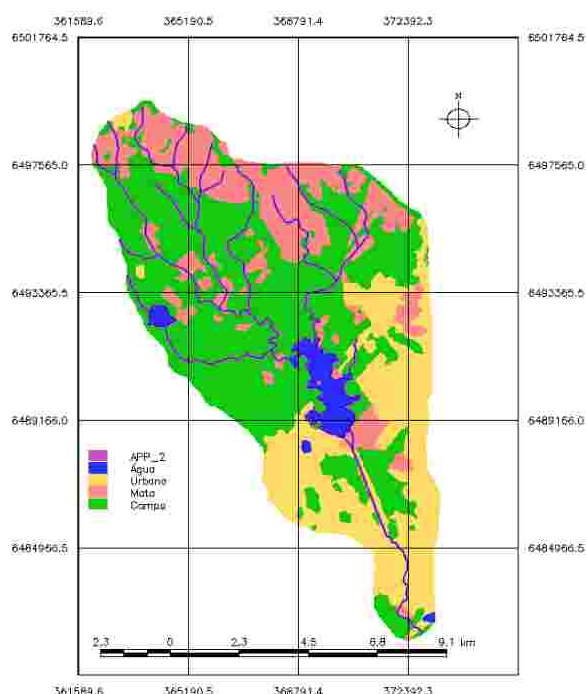 361589.6 365190.5 368791.4 372392.3
6501764.5 6501764.5
N
6497565.0 6497565.0
6493365.5 6493365.5
6489166.0 6489166.0
APP_2
Água
Urbano
Mata
Campo
6484966.5 6484966.5
2.3 0 2.3 4.5 6.8 9.1 km
361589.6 365190.5 368791.4 372392.3